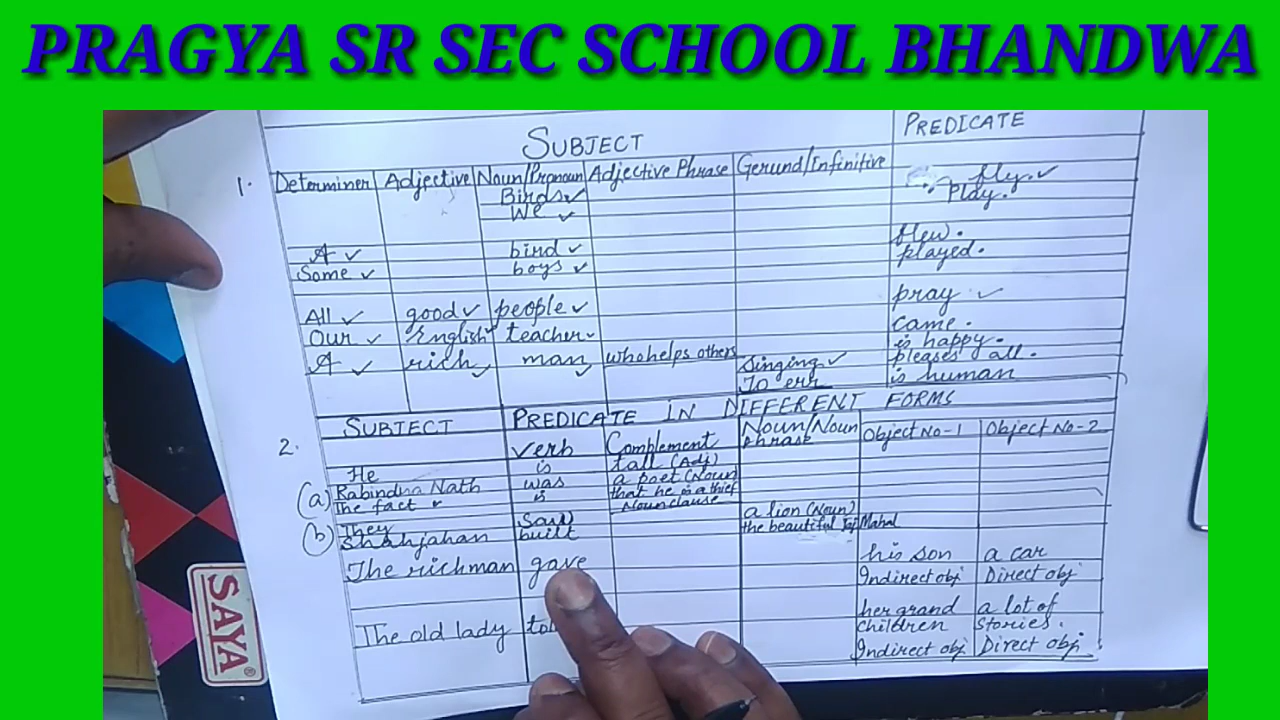 PRAGYA SR SEC SCHOOL BHANDWA
SUBJECT PREDICATE
1. Determiner Adjective Noun/Pronoun Adjective Phrase Gerund/Infinitive
Birds fly.
We Play.
A bird flew.
Some boys played.
All good people pray
Our English teacher came.
is happy.
A rich man who helps others
Singing pleases all.
To err is human
2. SUBJECT PREDICATE IN DIFFERENT FORMS
verb Complement Noun/Noun Phrase Object No-1 Object No-2
He is tall (Adj)
(a) Rabindra Nath was a poet (Noun)
The fact is that he is a thief
Noun clause
(b) They a lion (Noun)
Shahjahan built the beautiful Taj Mahal
The richman gave his son a car
Indirect obj Direct obj
The old lady her grand children a lot of stories.
Indirect obj Direct obj
SAYA